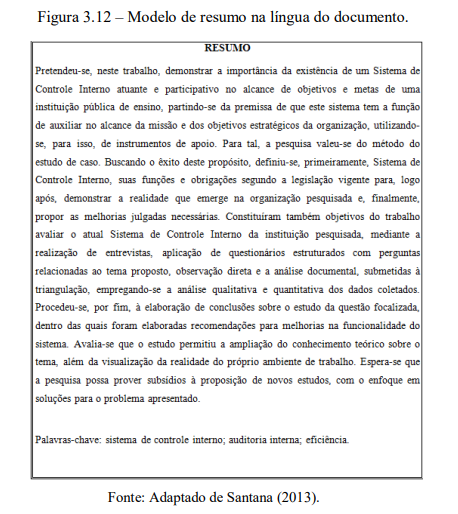 Figura 3.12 – Modelo de resumo na língua do documento.
RESUMO
Pretendeu-se, neste trabalho, demonstrar a importância da existência de um Sistema de
Controle Interno atuante e participativo no alcance de objetivos e metas de uma
instituição pública de ensino, partindo-se da premissa de que este sistema tem a função
de auxiliar no alcance da missão e dos objetivos estratégicos da organização, utilizando-
se, para isso, de instrumentos de apoio. Para tal, a pesquisa valeu-se do método do
estudo de caso. Buscando o êxito deste propósito, definiu-se, primeiramente, Sistema de
Controle Interno, suas funções e obrigações segundo a legislação vigente para, logo
após, demonstrar a realidade que emerge na organização pesquisada e, finalmente,
propor as melhorias julgadas necessárias. Constituíram também objetivos do trabalho
avaliar o atual Sistema de Controle Interno da instituição pesquisada, mediante a
realização de entrevistas, aplicação de questionários estruturados com perguntas
relacionadas ao tema proposto, observação direta e a análise documental, submetidas à
triangulação, empregando-se a análise qualitativa e quantitativa dos dados coletados.
Procedeu-se, por fim, à elaboração de conclusões sobre o estudo da questão focalizada,
dentro das quais foram elaboradas recomendações para melhorias na funcionalidade do
sistema. Avalia-se que o estudo permitiu a ampliação do conhecimento teórico sobre o
tema, além da visualização da realidade do próprio ambiente de trabalho. Espera-se que
a pesquisa possa prover subsídios à proposição de novos estudos, com o enfoque em
soluções para o problema apresentado.
Palavras-chave: sistema de controle interno; auditoria interna; eficiência.
Fonte: Adaptado de Santana (2013).